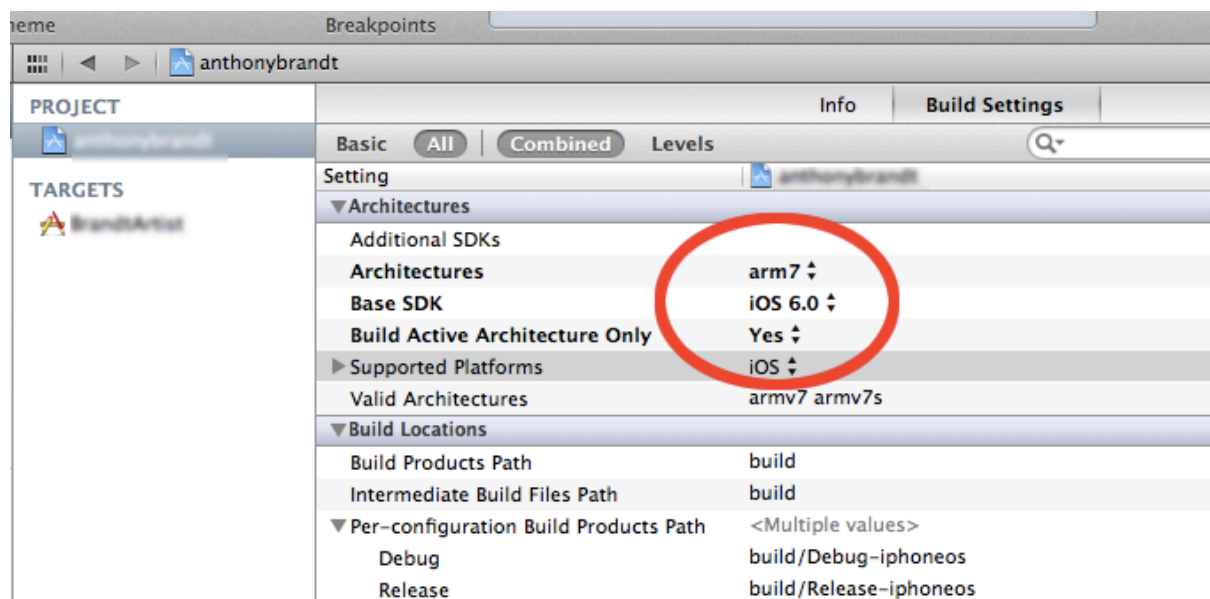 eme Breakpoints
anthonybrandt
PROJECT Info Build Settings
Basic All Combined Levels
Setting
TARGETS
Architectures
Additional SDKs
Architectures arm7
Base SDK iOS 6.0
Build Active Architecture Only Yes
Supported Platforms iOS
Valid Architectures armv7 armv7s
Build Locations
Build Products Path build
Intermediate Build Files Path build
Per-configuration Build Products Path <Multiple values>
Debug build/Debug-iphoneos
Release build/Release-iphoneos